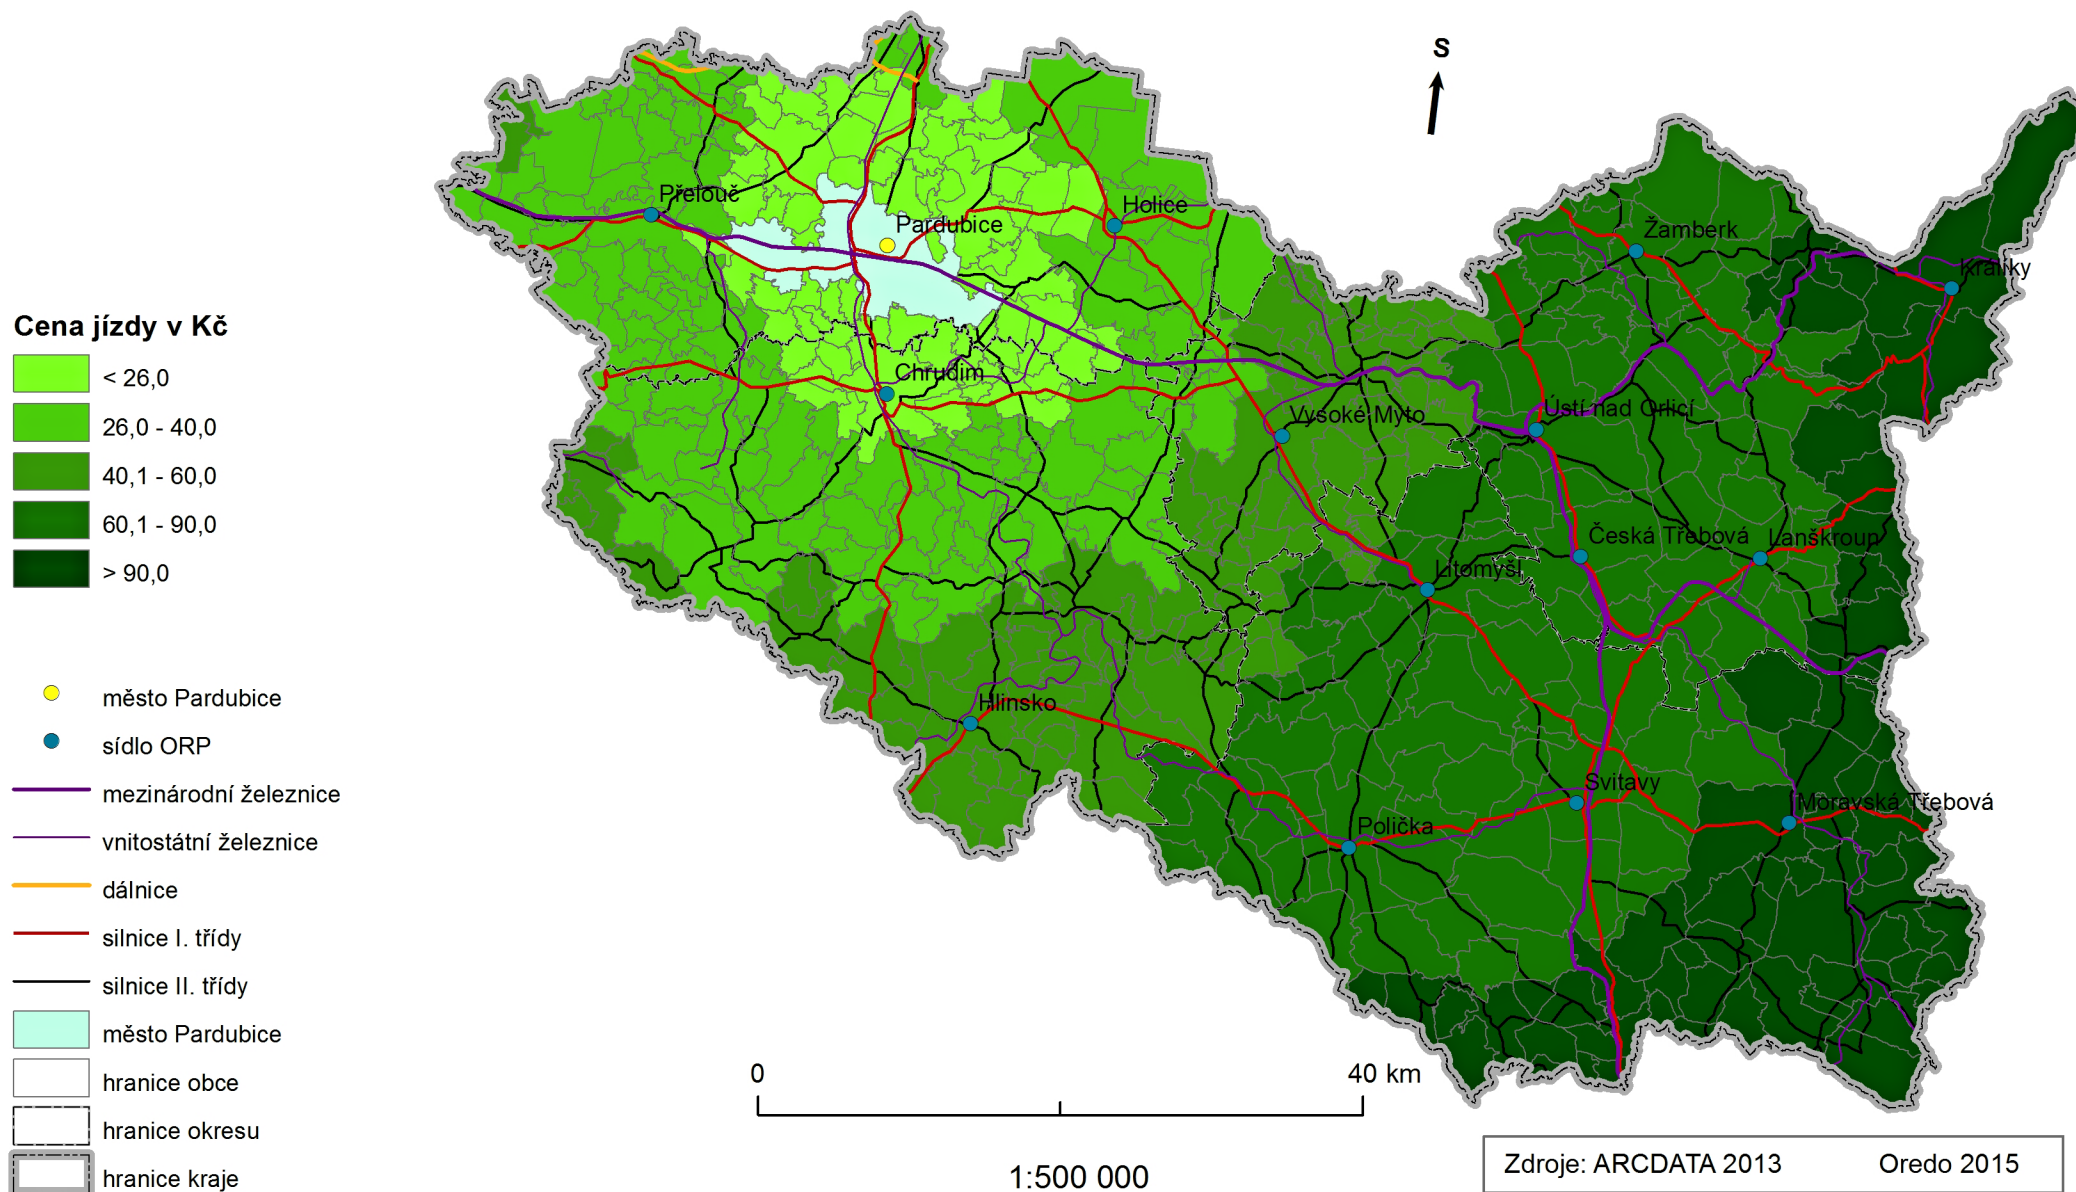 S
Přelouč
Pardubice
Holice
Žamberk
Králíky
Chrudim
Vysoké Mýto
Ústí nad Orlicí
Česká Třebová
Lanškroun
Litomyšl
Hlinsko
Svitavy
Moravská Třebová
Polička
Cena jízdy v Kč
< 26,0
26,0 - 40,0
40,1 - 60,0
60,1 - 90,0
> 90,0
město Pardubice
sídlo ORP
mezinárodní železnice
vnitostátní železnice
dálnice
silnice I. třídy
silnice II. třídy
město Pardubice
hranice obce
hranice okresu
hranice kraje
0 40 km
1:500 000
Zdroje: ARCDATA 2013 Oredo 2015